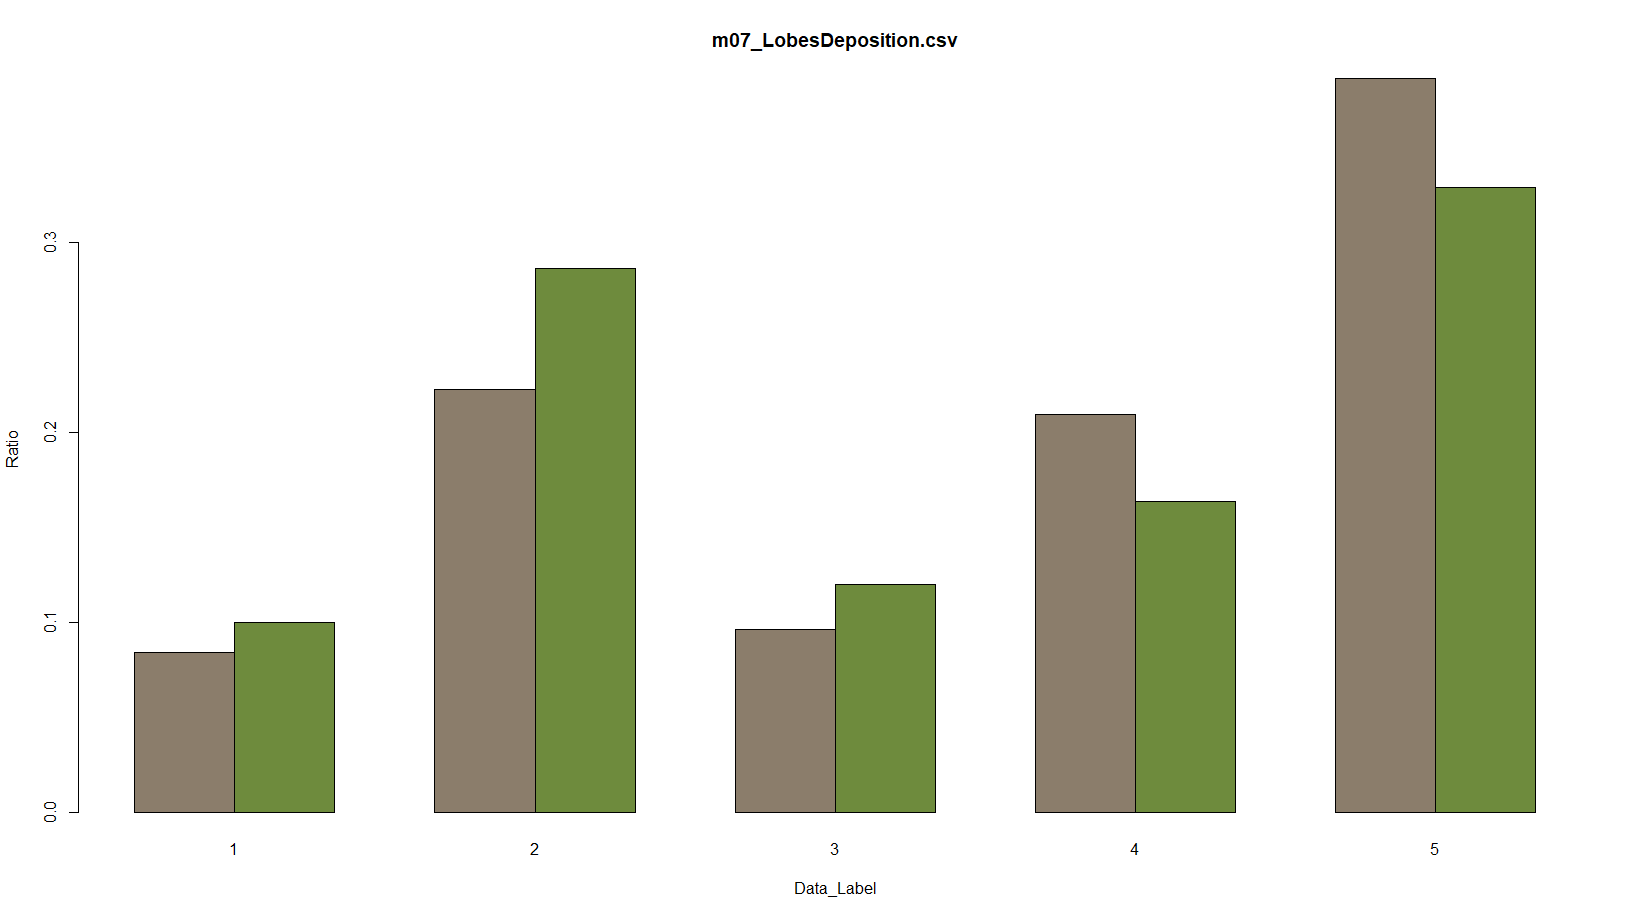 m07_LobesDeposition.csv
Ratio
0.3
0.2
0.1
0.0
1 2 3 4 5
Data_Label